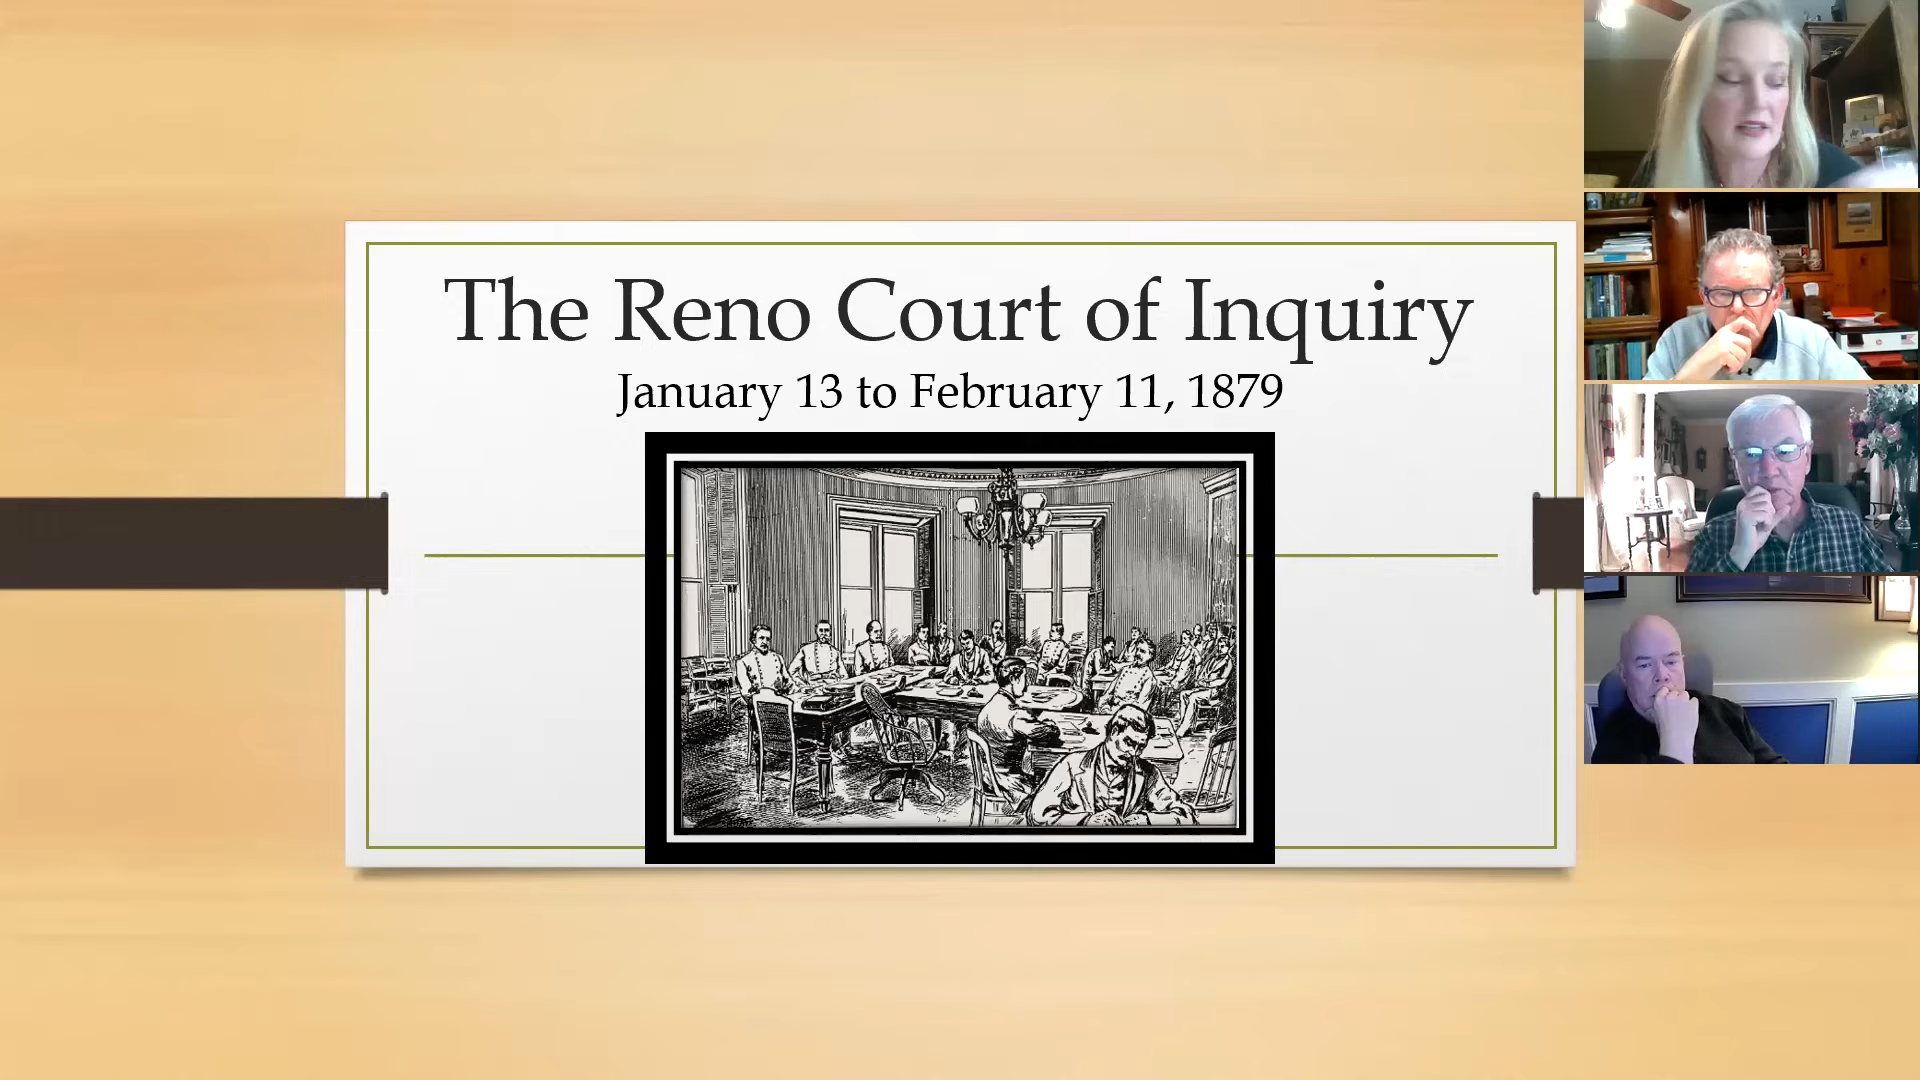 The Reno Court of Inquiry
January 13 to February 11, 1879